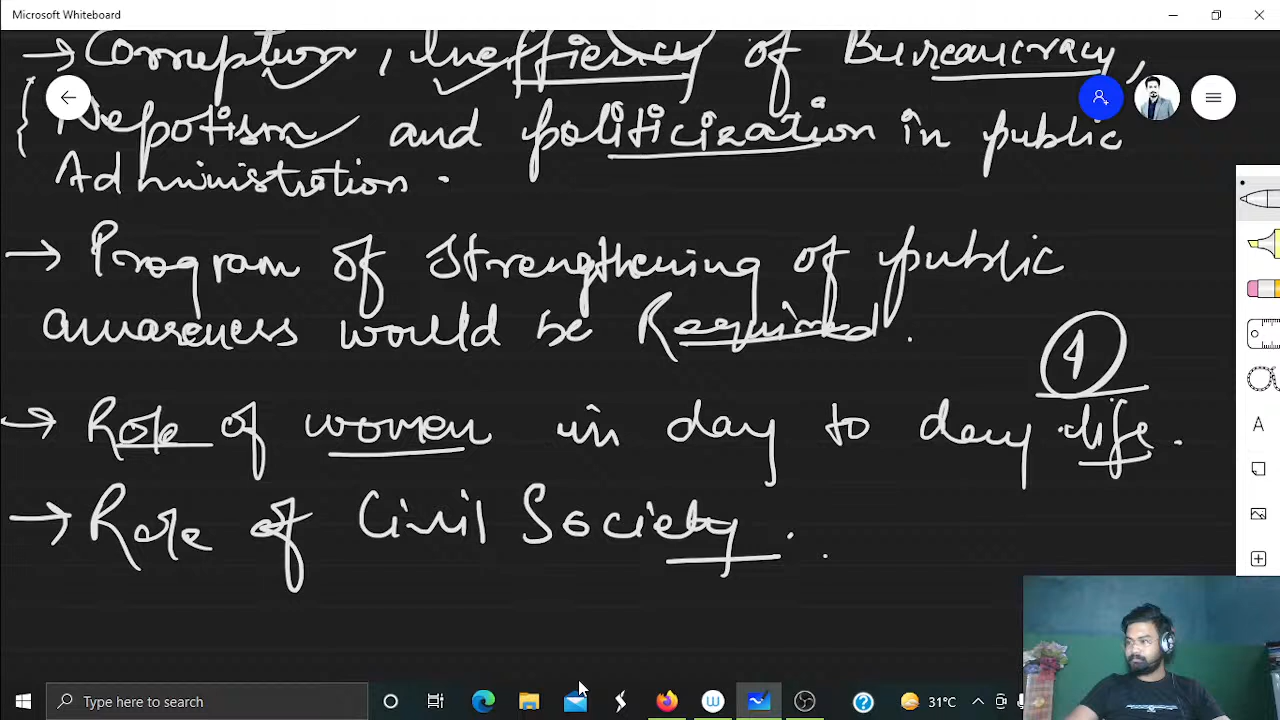 Microsoft Whiteboard
→ Corruption, Inefficiency of Bureaucracy,
Nepotism and politicization in public
Administration.
→ Program of strengthening of public
awareness would be Required.
4
→ Role of women in day to day life.
→ Role of Civil Society.
A
Type here to search
31°C